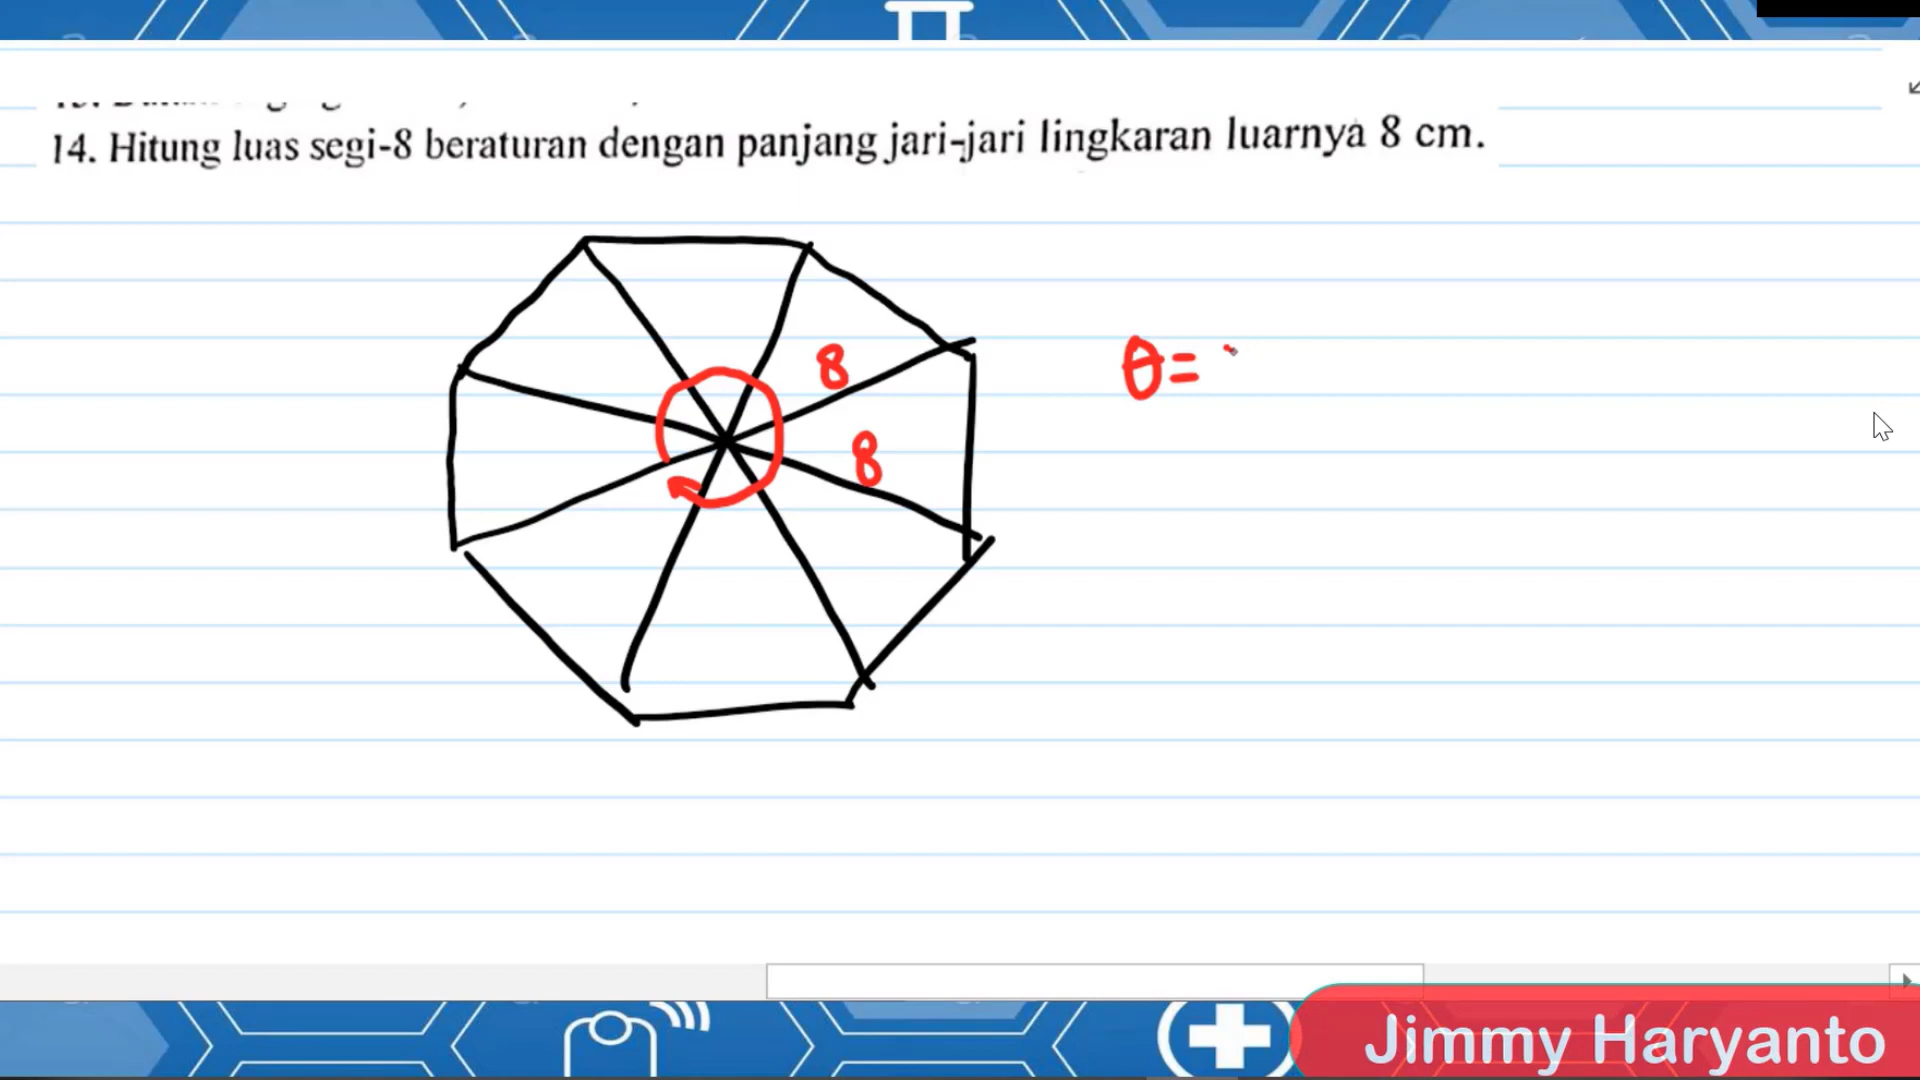 14. Hitung luas segi-8 beraturan dengan panjang jari-jari lingkaran luarnya 8 cm.
8
θ=
8
Jimmy Haryanto